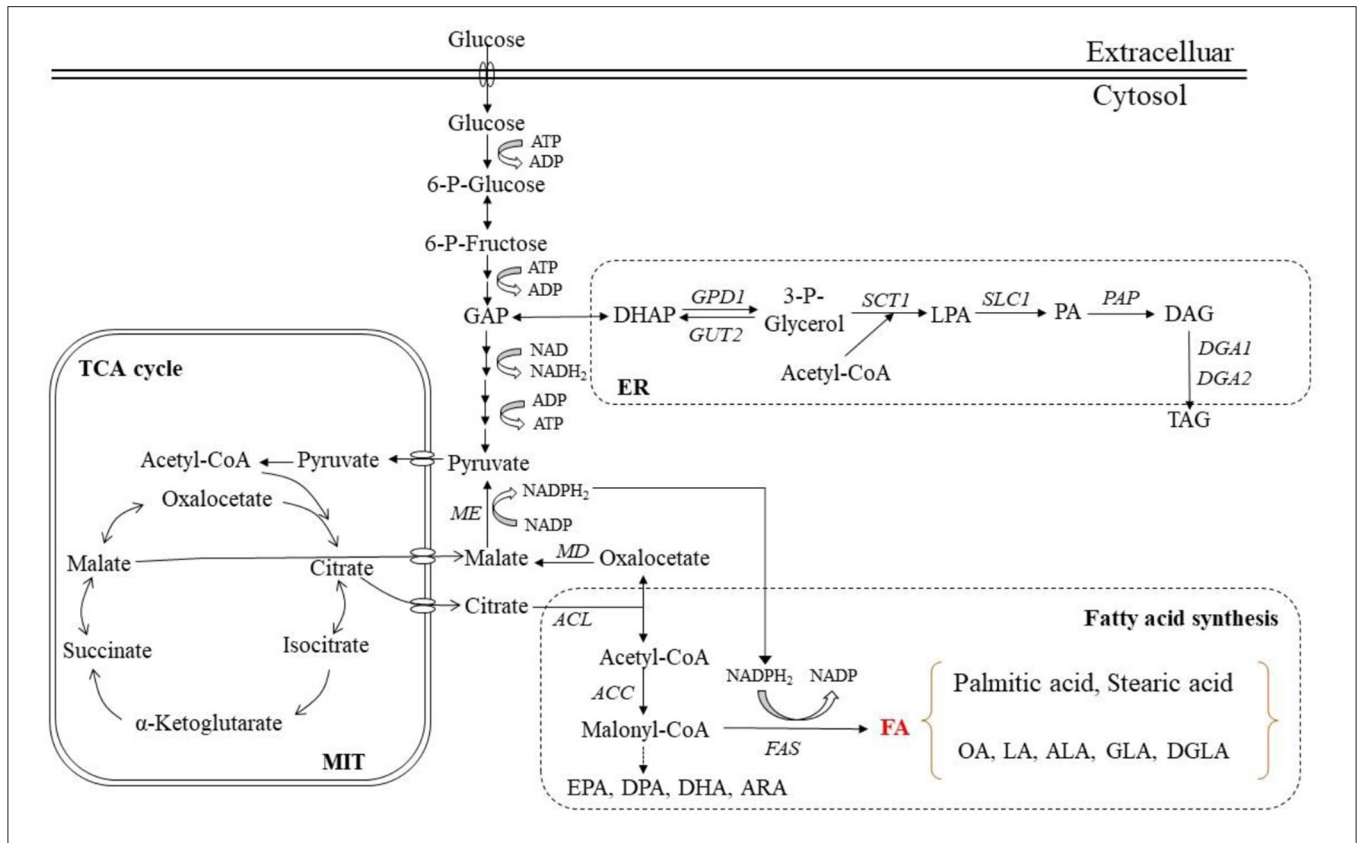 Glucose
Extracelluar
Cytosol
Glucose
ATP
ADP
6-P-Glucose
6-P-Fructose
ATP
ADP
GAP
DHAP
GPD1
GUT2
3-P-
Glycerol
SCT1
LPA
SLC1
PA
PAP
DAG
Acetyl-CoA
DGA1
DGA2
ER
TAG
NAD
NADH2
ADP
ATP
TCA cycle
Acetyl-CoA
Pyruvate
Pyruvate
Oxalocetate
ME
NADPH2
NADP
Malate
Citrate
Malate
MD
Oxalocetate
Citrate
ACL
Fatty acid synthesis
Succinate
Isocitrate
α-Ketoglutarate
MIT
Acetyl-CoA
NADPH2
NADP
ACC
Malonyl-CoA
FAS
FA
Palmitic acid, Stearic acid
OA, LA, ALA, GLA, DGLA
EPA, DPA, DHA, ARA